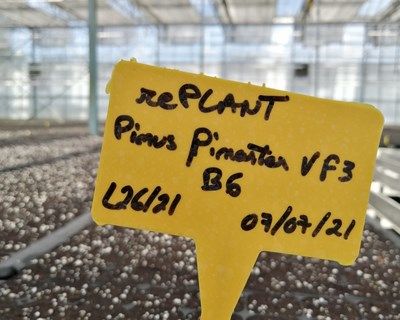 rePLANT
Pinus Pinaster VF3
B6
L26/21
07/07/21